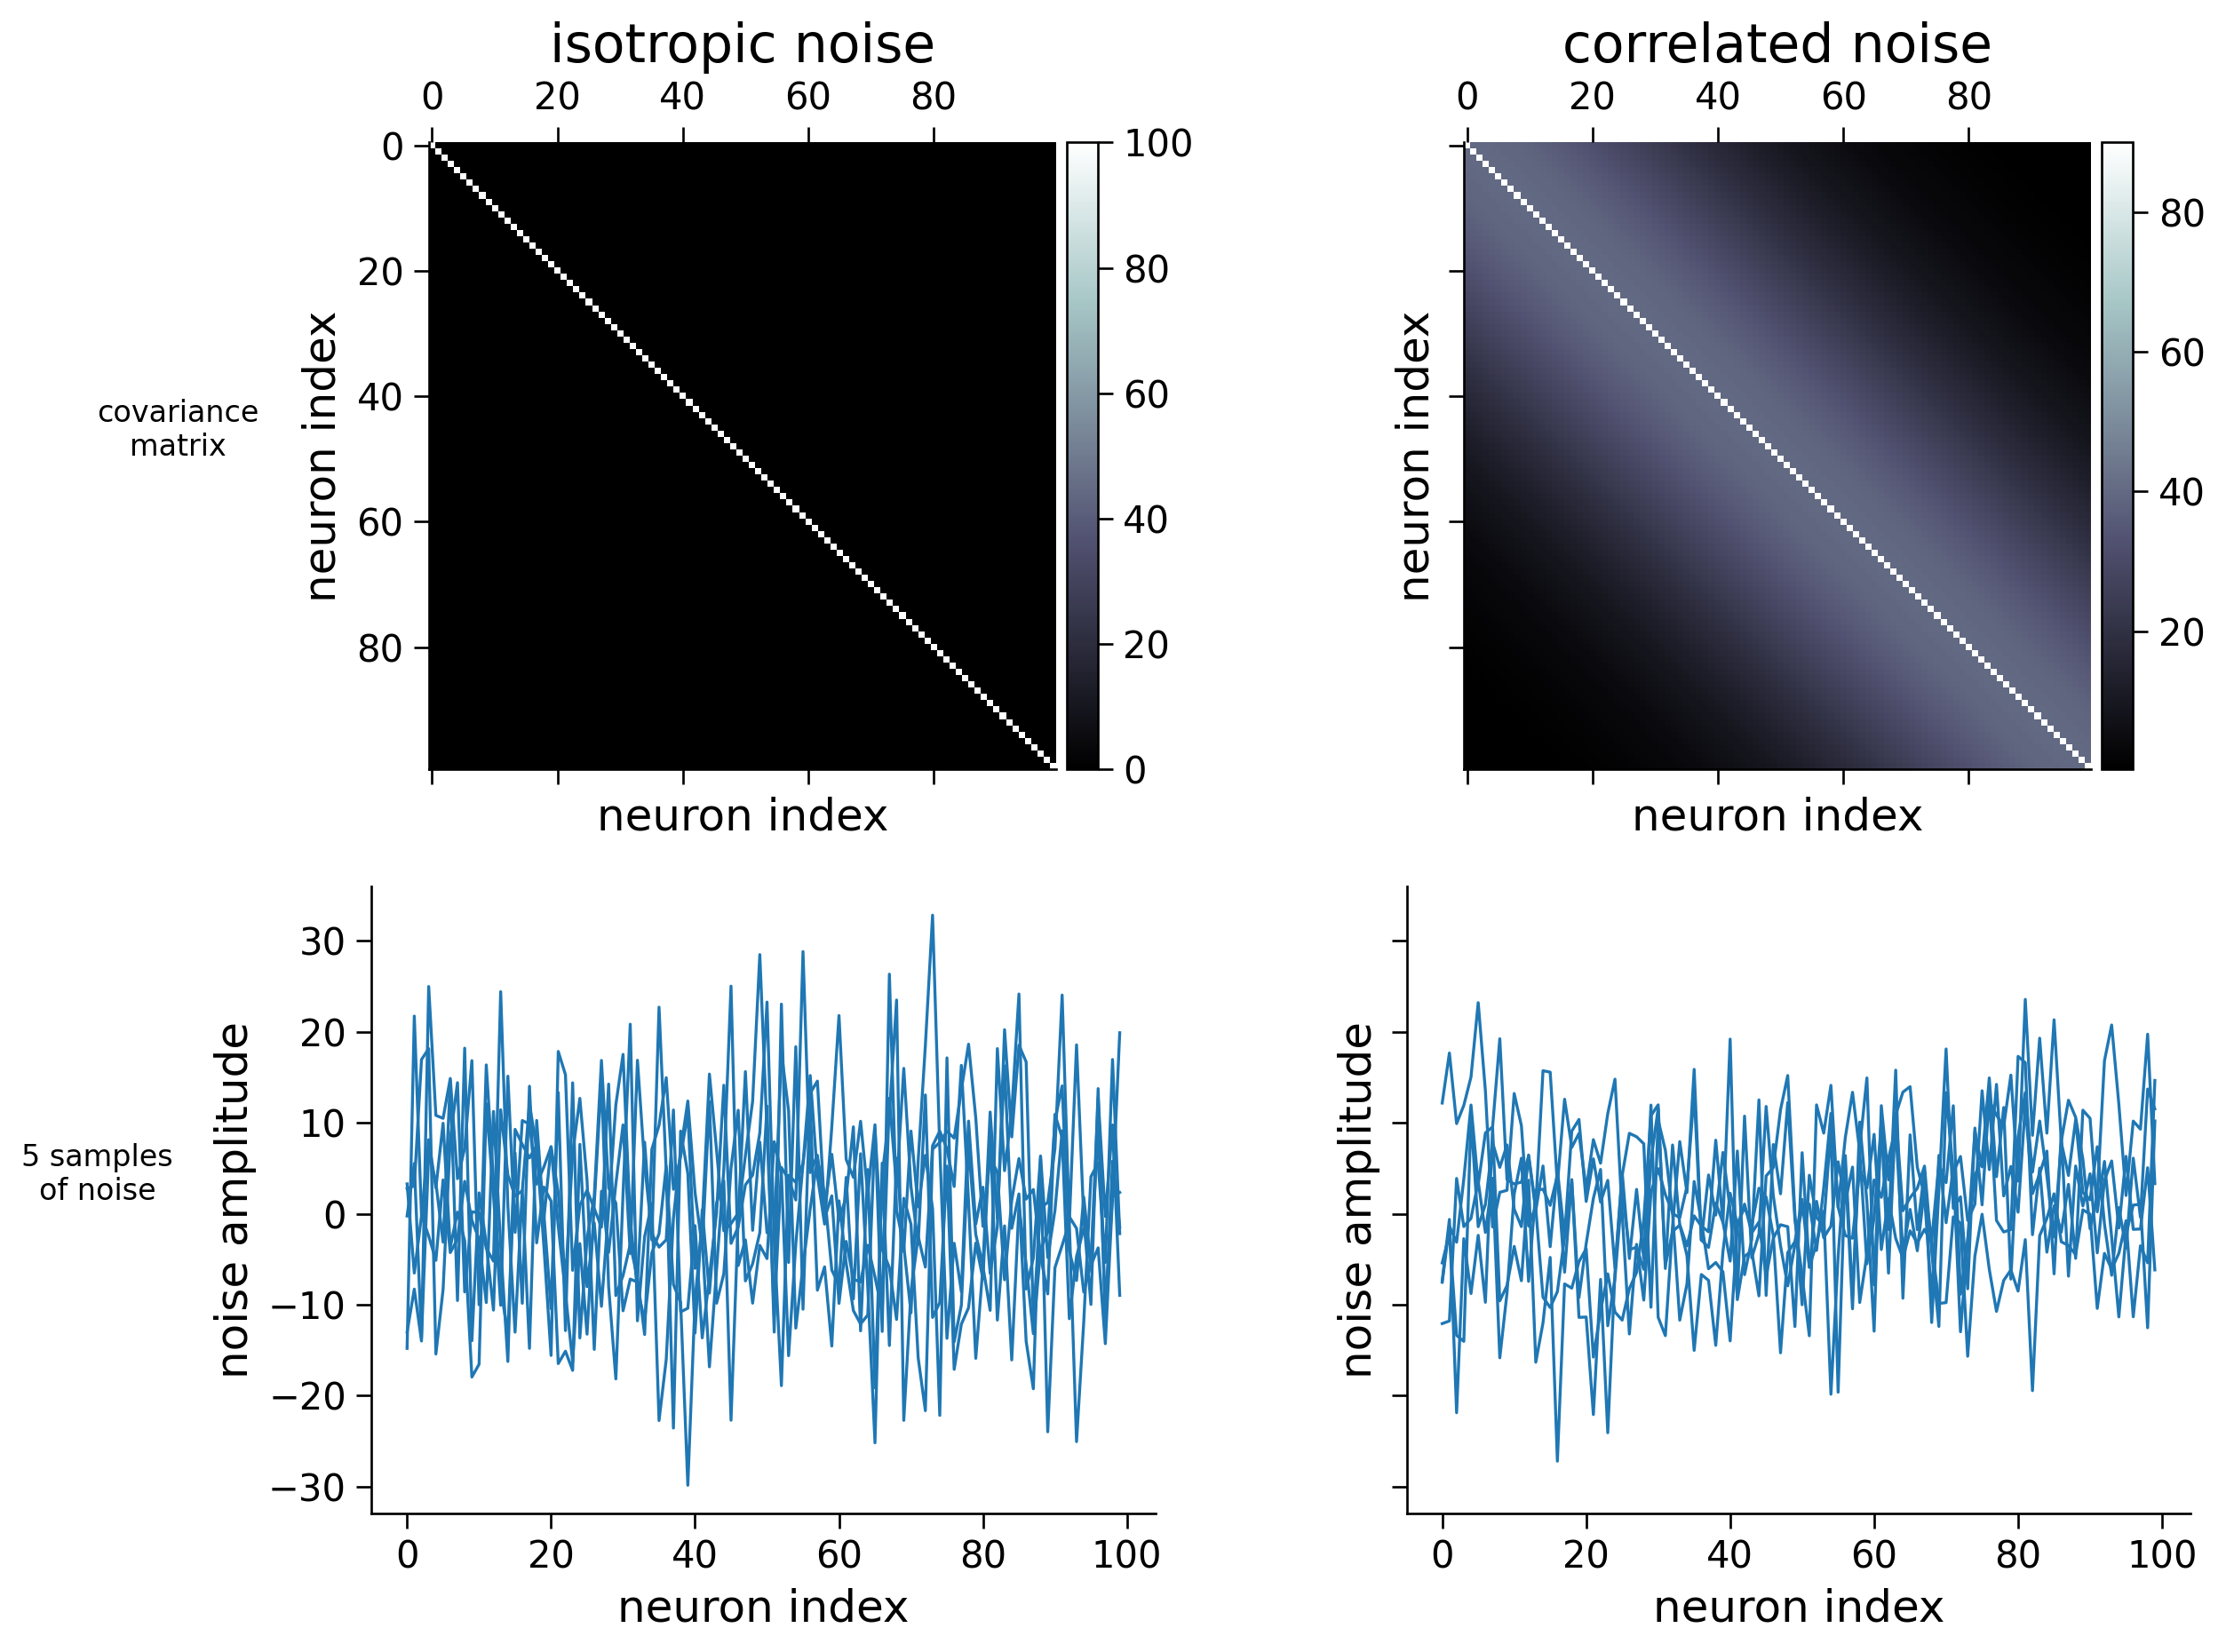 isotropic noise
correlated noise
0 20 40 60 80
0 20 40 60 80
0
20
40
60
80
neuron index
covariance
matrix
100
80
60
40
20
0
neuron index
80
60
40
20
neuron index
neuron index
30
20
10
0
−10
−20
−30
noise amplitude
5 samples
of noise
noise amplitude
0 20 40 60 80 100
0 20 40 60 80 100
neuron index
neuron index